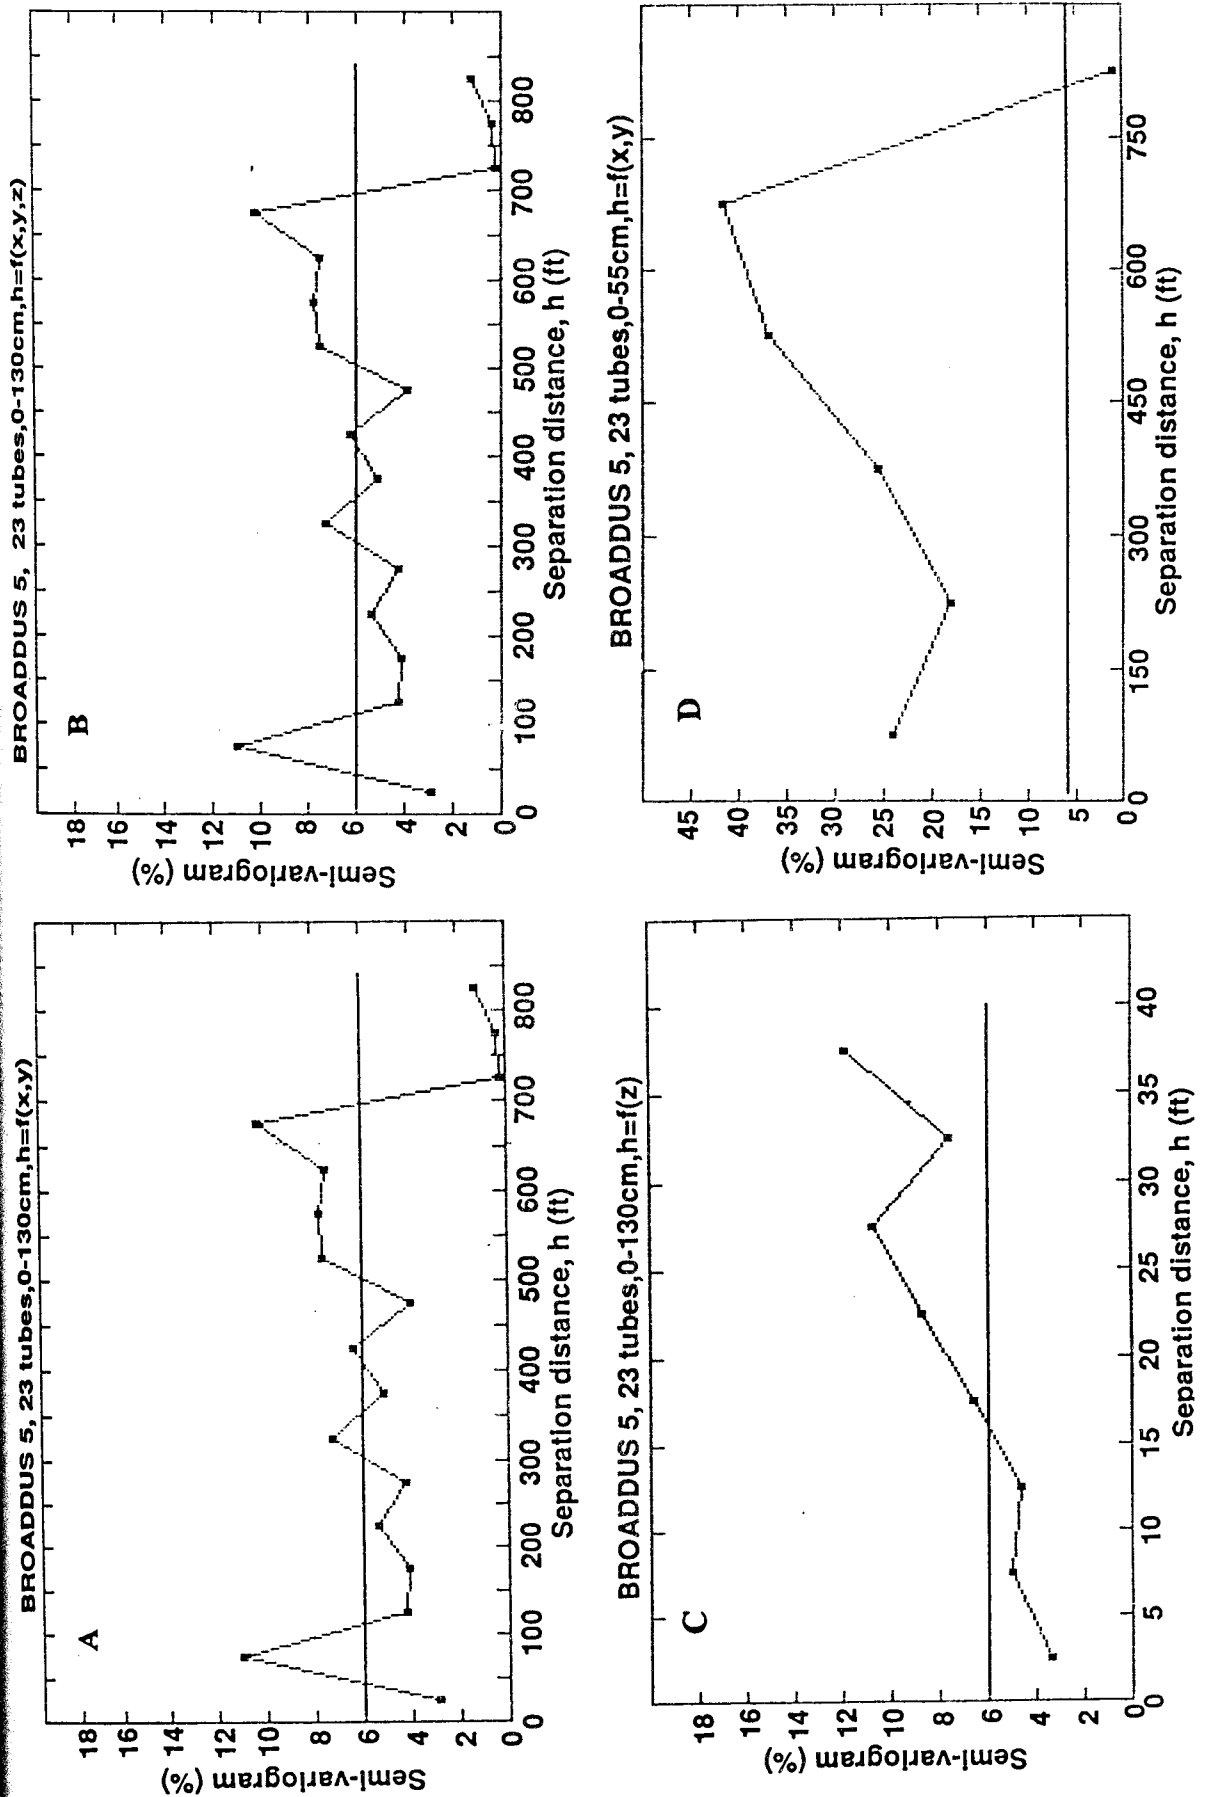 BROADDUS 5, 23 tubes,0-130cm,h=f(x,y)
A
18
16
14
12
10
8
6
4
2
0
Semi-variogram (%)
0 100 200 300 400 500 600 700 800
Separation distance, h (ft)
BROADDUS 5, 23 tubes,0-130cm,h=f(x,y,z)
B
18
16
14
12
10
8
6
4
2
0
Semi-variogram (%)
0 100 200 300 400 500 600 700 800
Separation distance, h (ft)
BROADDUS 5, 23 tubes,0-130cm,h=f(z)
C
18
16
14
12
10
8
6
4
2
0
Semi-variogram (%)
0 5 10 15 20 25 30 35 40
Separation distance, h (ft)
BROADDUS 5, 23 tubes,0-55cm,h=f(x,y)
D
45
40
35
30
25
20
15
10
5
0
Semi-variogram (%)
0 150 300 450 600 750
Separation distance, h (ft)